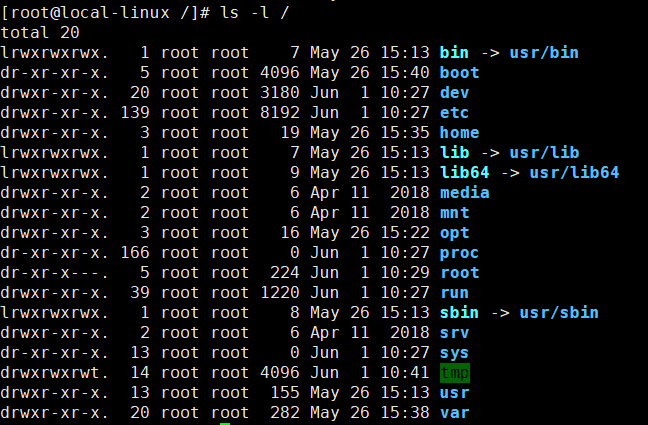 [root@local-linux /]# ls -l /
total 20
lrwxrwxrwx.   1 root root    7 May 26 15:13 bin -> usr/bin
dr-xr-xr-x.   5 root root 4096 May 26 15:40 boot
drwxr-xr-x.  20 root root 3180 Jun  1 10:27 dev
drwxr-xr-x. 139 root root 8192 Jun  1 10:27 etc
drwxr-xr-x.   3 root root   19 May 26 15:35 home
lrwxrwxrwx.   1 root root    7 May 26 15:13 lib -> usr/lib
lrwxrwxrwx.   1 root root    9 May 26 15:13 lib64 -> usr/lib64
drwxr-xr-x.   2 root root    6 Apr 11  2018 media
drwxr-xr-x.   2 root root    6 Apr 11  2018 mnt
drwxr-xr-x.   3 root root   16 May 26 15:22 opt
dr-xr-xr-x. 166 root root    0 Jun  1 10:27 proc
dr-xr-x---.   5 root root  224 Jun  1 10:29 root
drwxr-xr-x.  39 root root 1220 Jun  1 10:27 run
lrwxrwxrwx.   1 root root    8 May 26 15:13 sbin -> usr/sbin
drwxr-xr-x.   2 root root    6 Apr 11  2018 srv
dr-xr-xr-x.  13 root root    0 Jun  1 10:27 sys
drwxrwxrwt.  14 root root 4096 Jun  1 10:41 tmp
drwxr-xr-x.  13 root root  155 May 26 15:13 usr
drwxr-xr-x.  20 root root  282 May 26 15:38 var